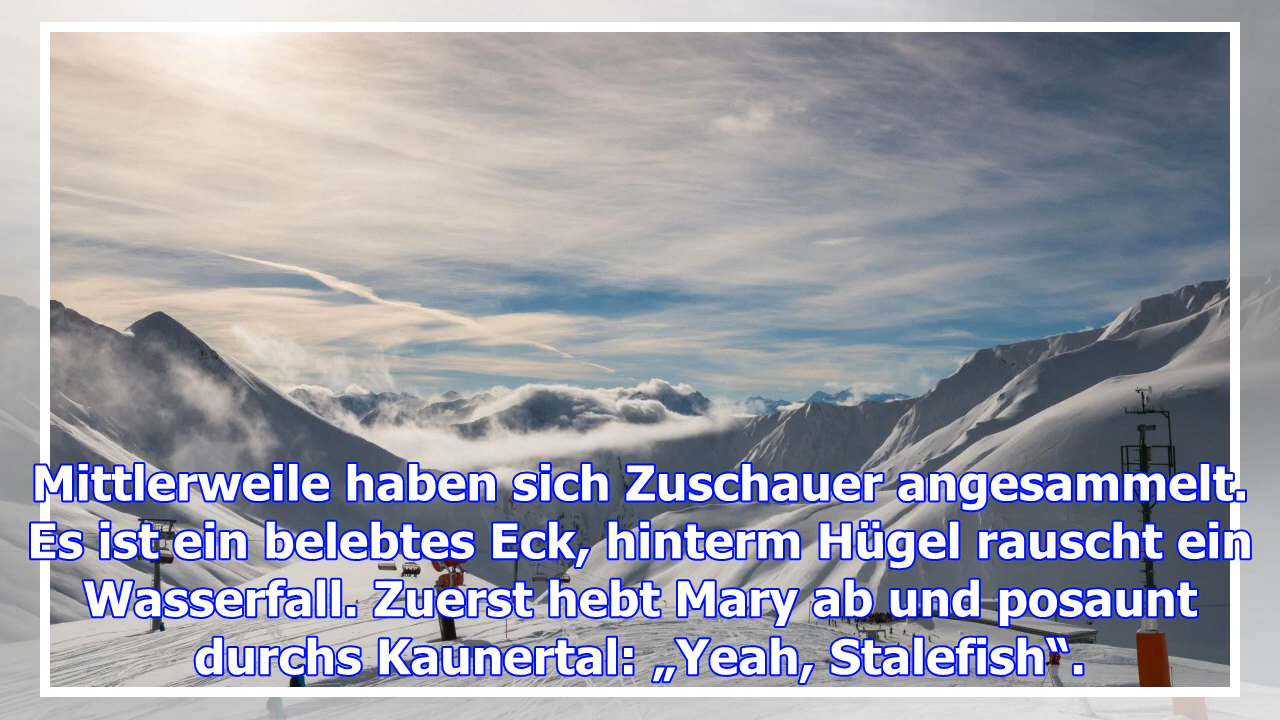 Mittlerweile haben sich Zuschauer angesammelt.
Es ist ein belebtes Eck, hinterm Hügel rauscht ein
Wasserfall. Zuerst hebt Mary ab und posaunt
durchs Kaunertal: „Yeah, Stalefish“.